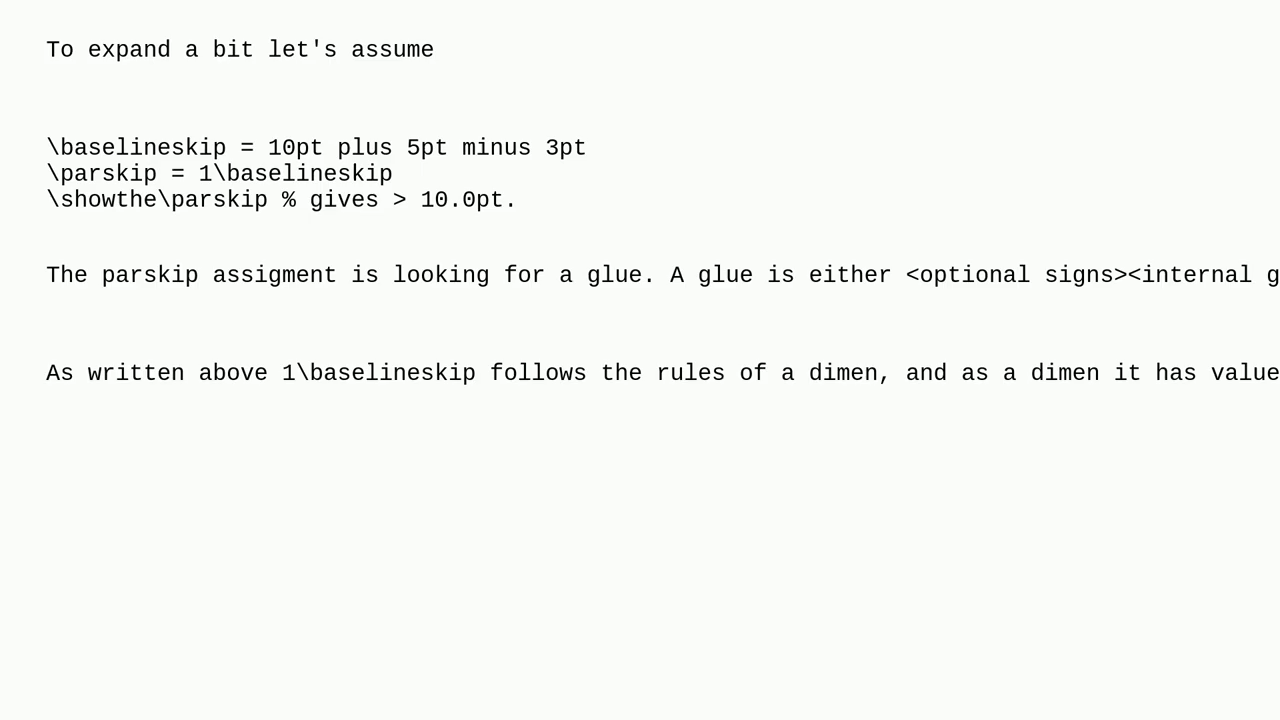 To expand a bit let's assume
\baselineskip = 10pt plus 5pt minus 3pt
\parskip = 1\baselineskip
\showthe\parskip % gives > 10.0pt.
The parskip assigment is looking for a glue. A glue is either <optional signs><internal
As written above 1\baselineskip follows the rules of a dimen, and as a dimen it has value